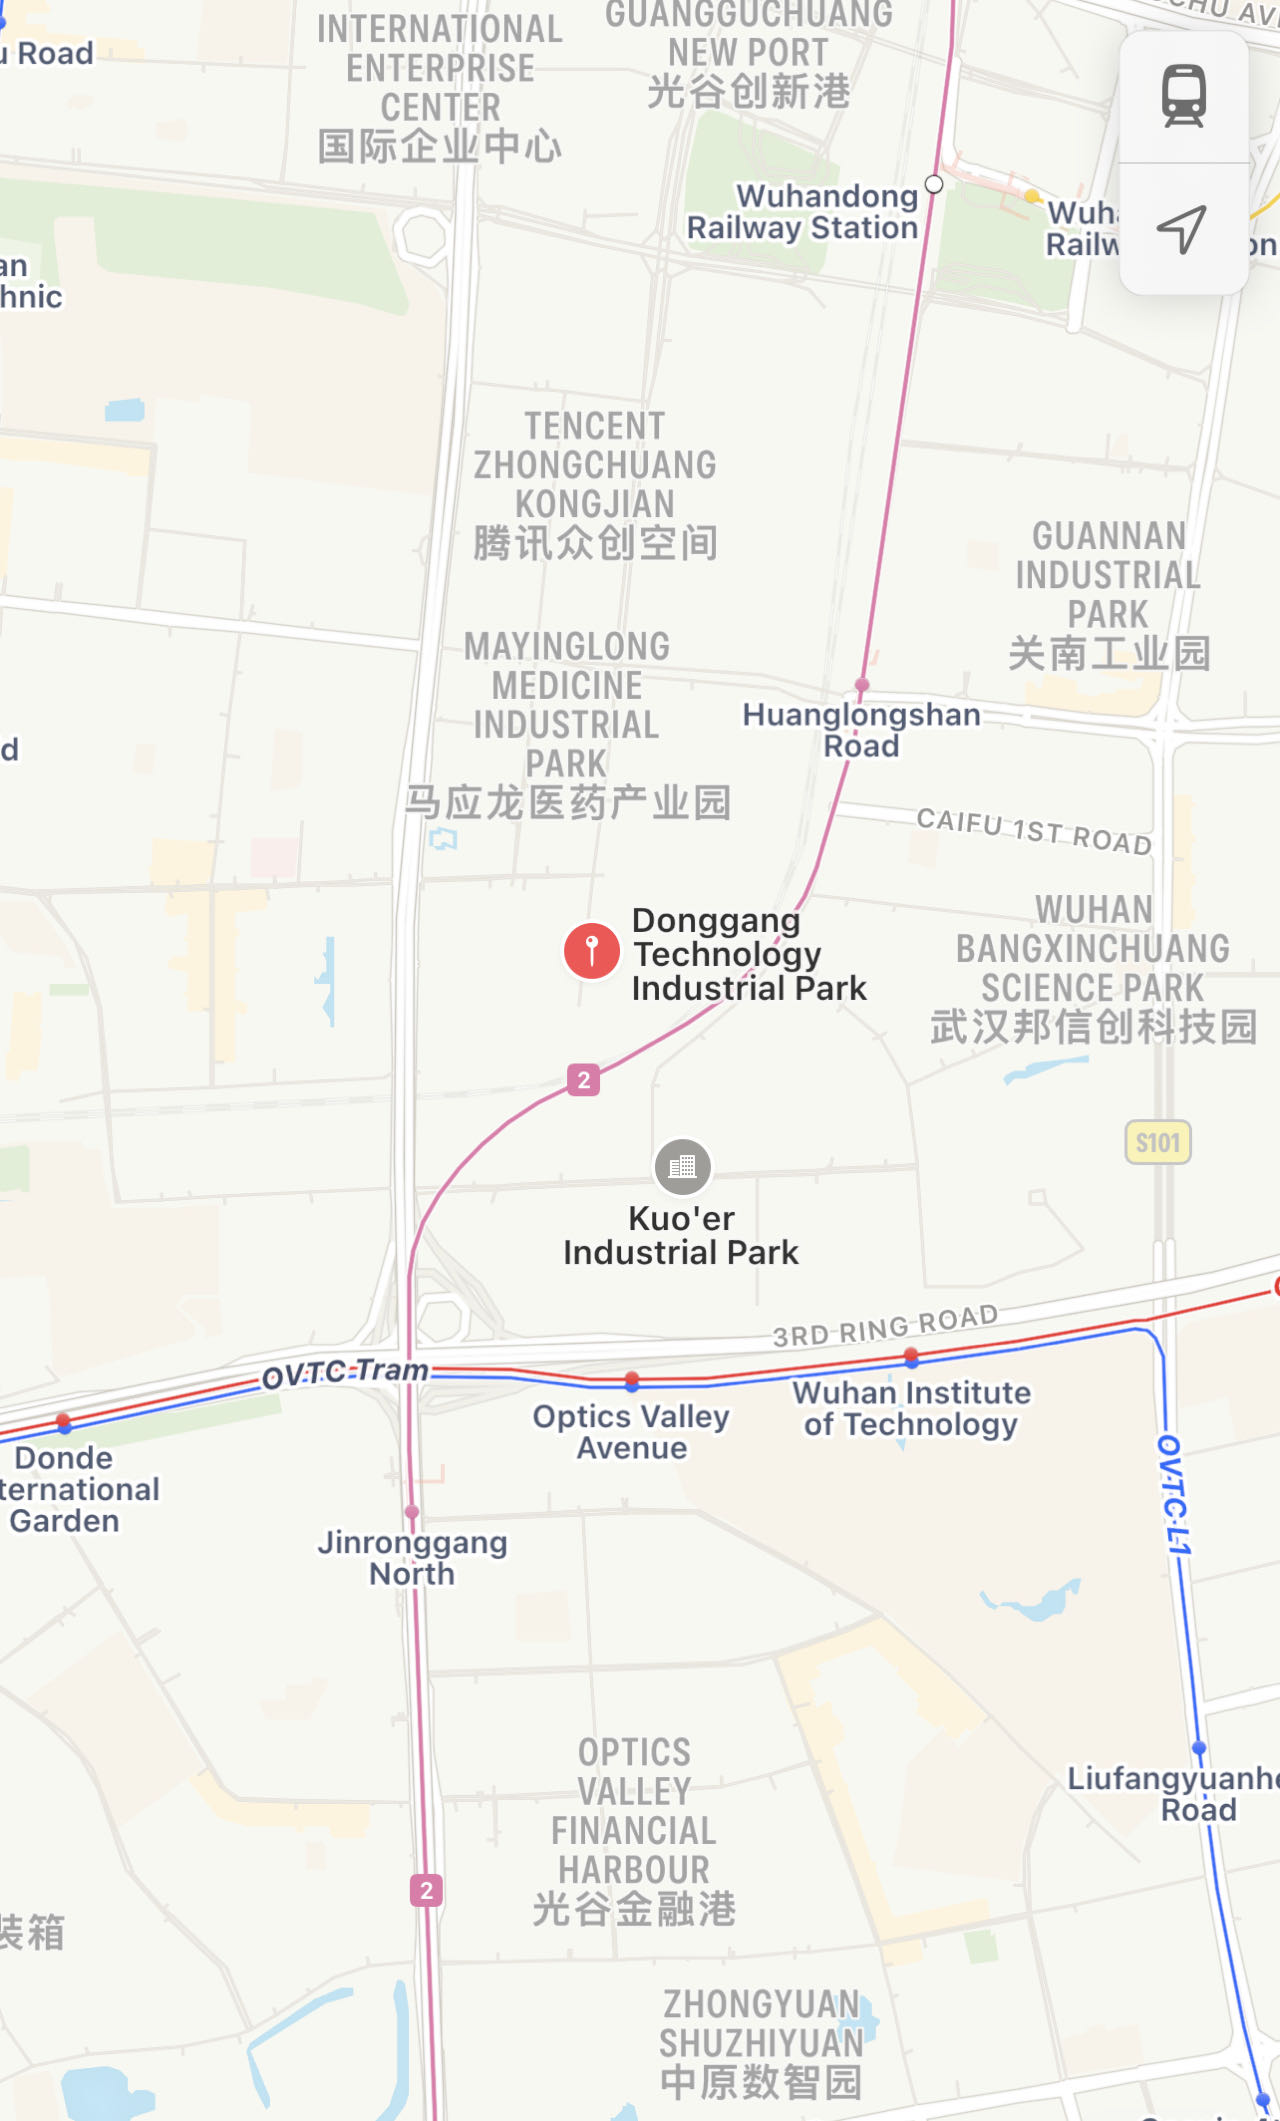 INTERNATIONAL
ENTERPRISE
CENTER
国际企业中心
GUANGGUCHUANG
NEW PORT
光谷创新港
Road
Wuhandong
Railway Station
TENCENT
ZHONGCHUANG
KONGJIAN
腾讯众创空间
GUANNAN
INDUSTRIAL
PARK
关南工业园
MAYINGLONG
MEDICINE
INDUSTRIAL
PARK
马应龙医药产业园
Huanglongshan
Road
CAIFU 1ST ROAD
Donggang
Technology
Industrial Park
WUHAN
BANGXINCHUANG
SCIENCE PARK
武汉邦信创科技园
2
S101
Kuo'er
Industrial Park
3RD RING ROAD
OVTC Tram
Optics Valley
Avenue
Wuhan Institute
of Technology
Donde
Garden
Jinronggang
North
OVTC L1
OPTICS
VALLEY
FINANCIAL
HARBOUR
光谷金融港
Road
2
装箱
ZHONGYUAN
SHUZHIYUAN
中原数智园